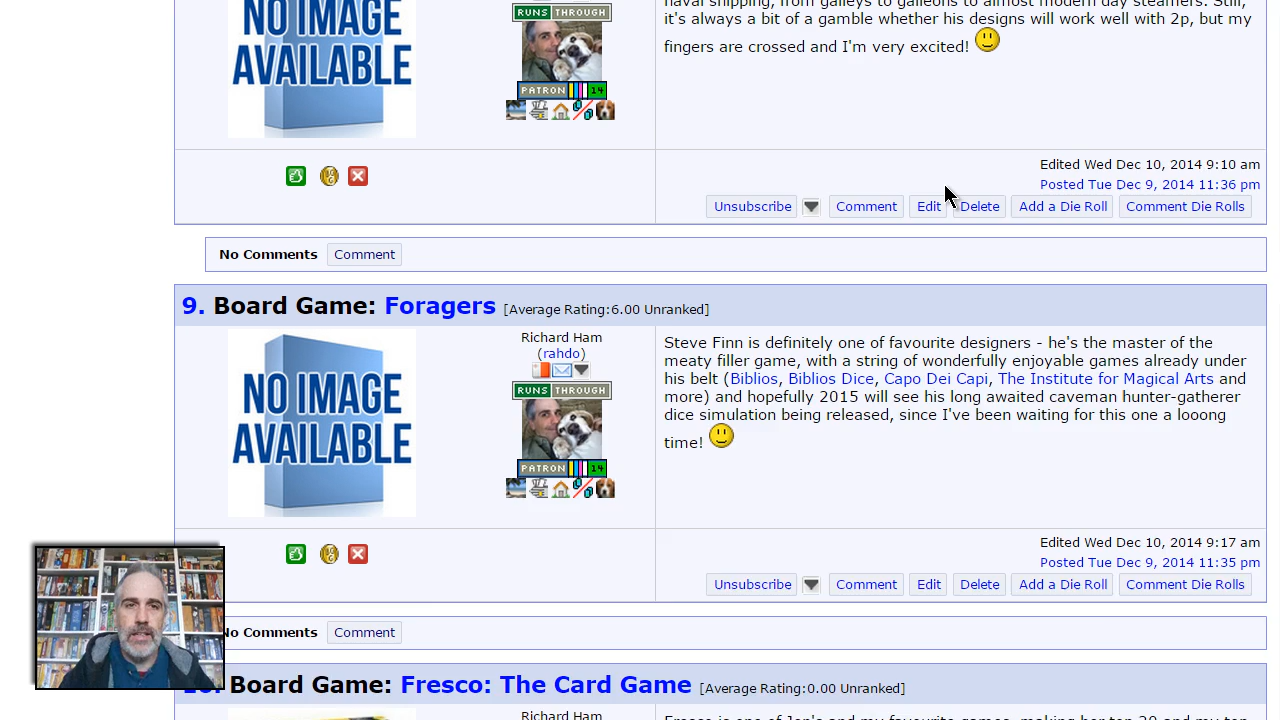 naval shipping, from galleys to galleons to almost modern day steamers. Still,
it's always a bit of a gamble whether his designs will work well with 2p, but my
fingers are crossed and I'm very excited!
NO IMAGE
AVAILABLE
RUNS THROUGH
PATRON 14
Edited Wed Dec 10, 2014 9:10 am
Posted Tue Dec 9, 2014 11:36 pm
Unsubscribe Comment Edit Delete Add a Die Roll Comment Die Rolls
No Comments Comment
9. Board Game: Foragers [Average Rating:6.00 Unranked]
NO IMAGE
AVAILABLE
Richard Ham
(rahdo)
RUNS THROUGH
PATRON 14
Steve Finn is definitely one of favourite designers - he's the master of the
meaty filler game, with a string of wonderfully enjoyable games already under
his belt (Biblios, Biblios Dice, Capo Dei Capi, The Institute for Magical Arts and
more) and hopefully 2015 will see his long awaited caveman hunter-gatherer
dice simulation being released, since I've been waiting for this one a looong
time!
Edited Wed Dec 10, 2014 9:17 am
Posted Tue Dec 9, 2014 11:35 pm
Unsubscribe Comment Edit Delete Add a Die Roll Comment Die Rolls
No Comments Comment
Board Game: Fresco: The Card Game [Average Rating:0.00 Unranked]
Richard Ham